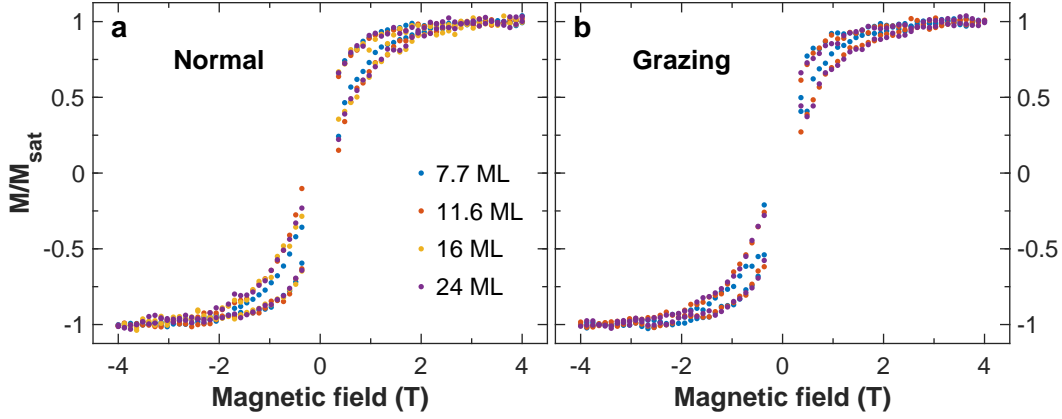 a
Normal
M/M_sat
1
0.5
0
-0.5
-1
7.7 ML
11.6 ML
16 ML
24 ML
-4
-2
0
2
4
Magnetic field (T)
b
Grazing
1
0.5
0
-0.5
-1
-4
-2
0
2
4
Magnetic field (T)